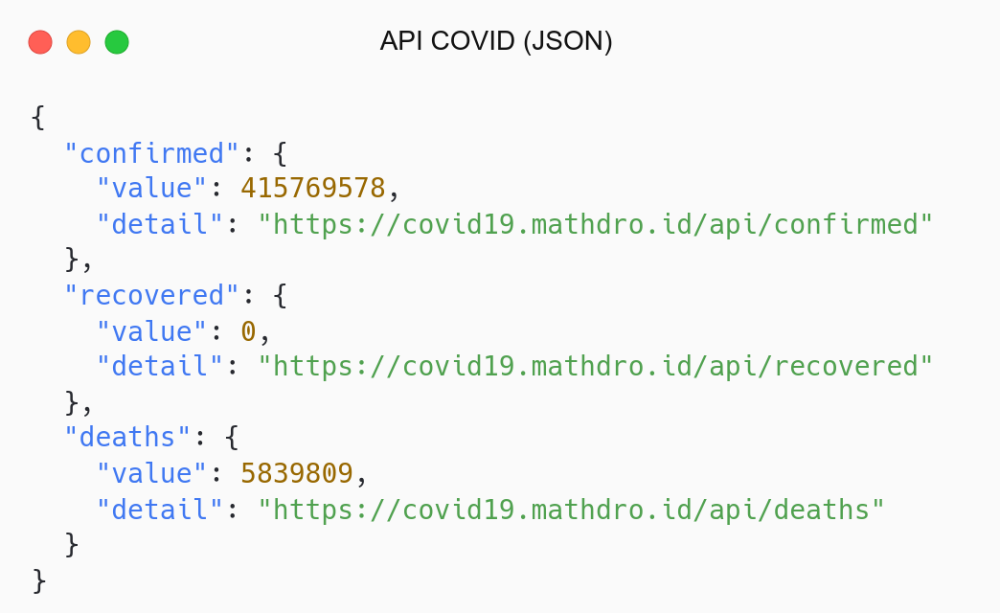 API COVID (JSON)
{
  "confirmed": {
    "value": 415769578,
    "detail": "https://covid19.mathdro.id/api/confirmed"
  },
  "recovered": {
    "value": 0,
    "detail": "https://covid19.mathdro.id/api/recovered"
  },
  "deaths": {
    "value": 5839809,
    "detail": "https://covid19.mathdro.id/api/deaths"
  }
}